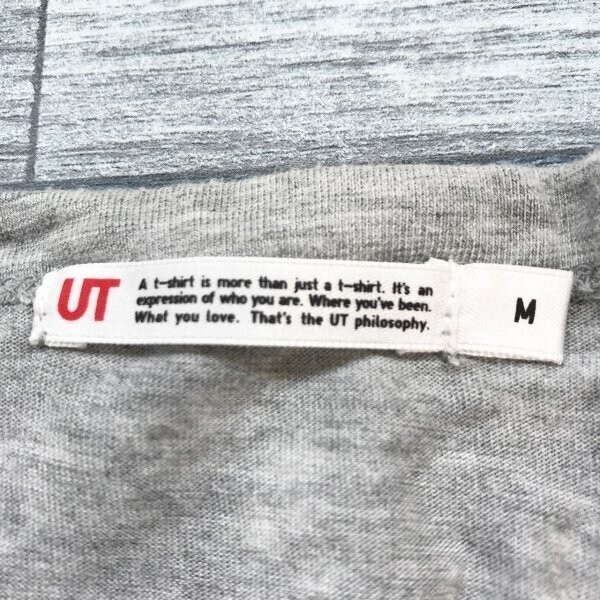 UT
A t-shirt is more than just a t-shirt. It's an
expression of who you are. Where you've been.
What you love. That's the UT philosophy.
M